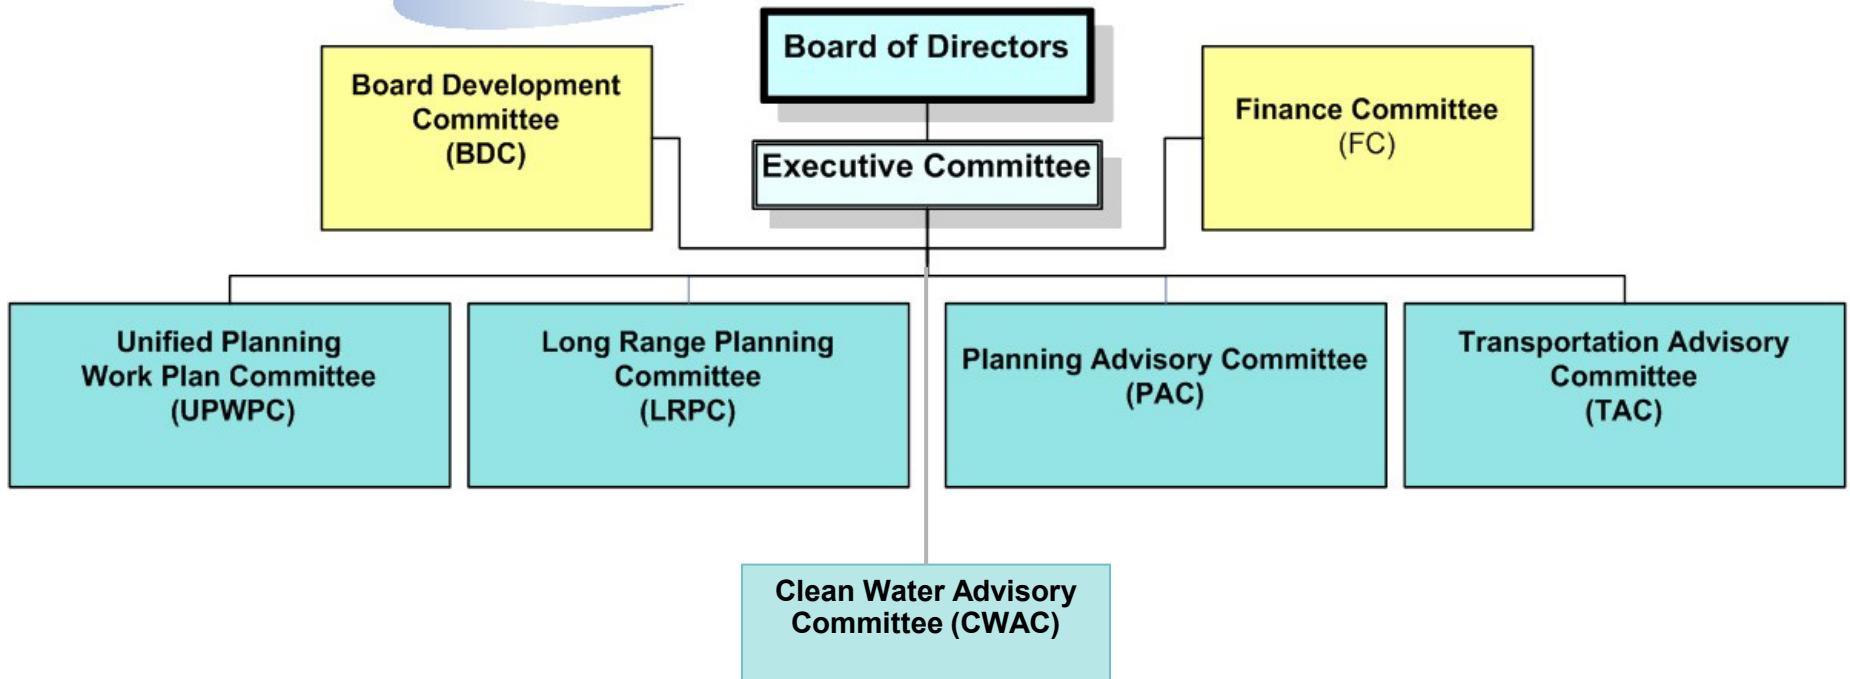 Board of Directors
Board Development
Committee
(BDC)
Finance Committee
(FC)
Executive Committee
Unified Planning
Work Plan Committee
(UPWPC)
Long Range Planning
Committee
(LRPC)
Planning Advisory Committee
(PAC)
Transportation Advisory
Committee
(TAC)
Clean Water Advisory
Committee (CWAC)